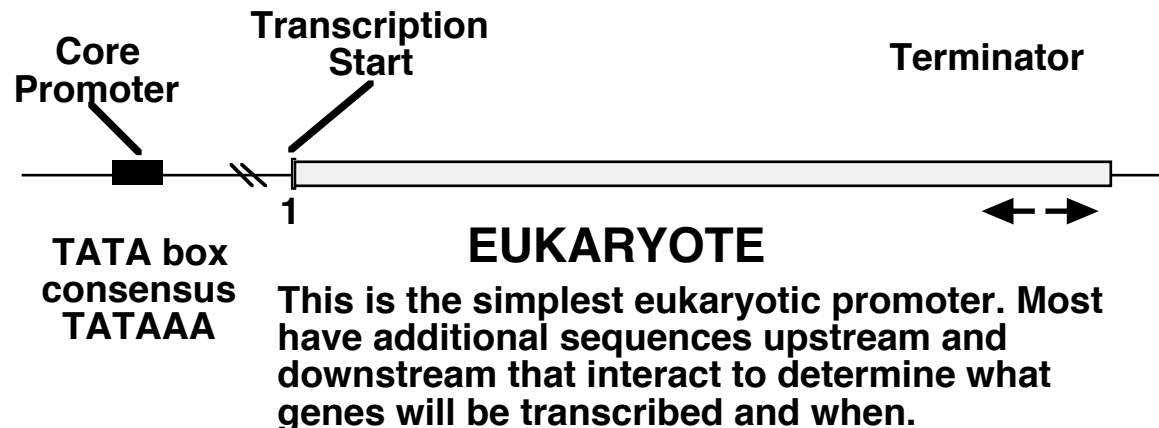 Core
Promoter
Transcription
Start
Terminator
1
TATA box
consensus
TATAAA
EUKARYOTE
This is the simplest eukaryotic promoter. Most
have additional sequences upstream and
downstream that interact to determine what
genes will be transcribed and when.